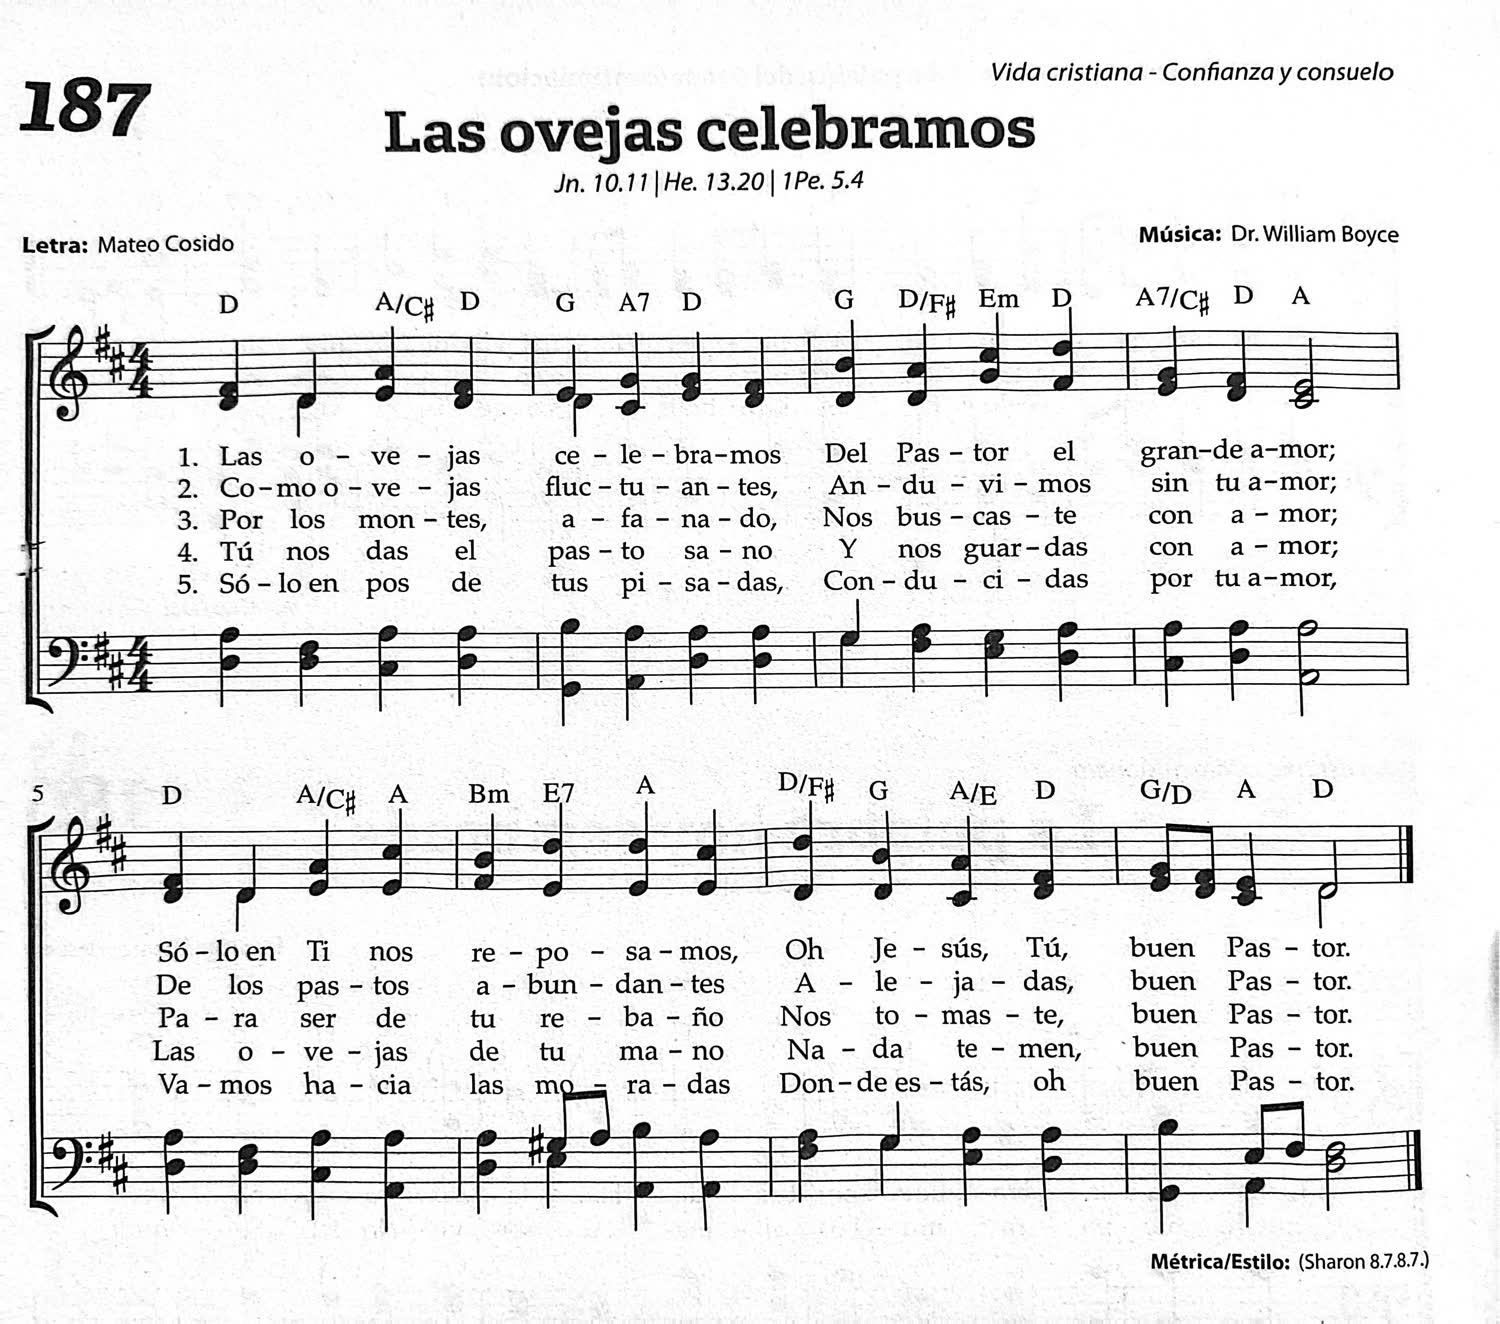 Vida cristiana - Confianza y consuelo
187
Las ovejas celebramos
Jn. 10.11 | He. 13.20 | 1Pe. 5.4
Letra: Mateo Cosido
Música: Dr. William Boyce
D A/C♯ D G A7 D G D/F♯ Em D A7/C♯ D A
1. Las o – ve – jas ce – le – bra–mos Del Pas – tor el gran–de a–mor;
2. Co–mo o – ve – jas fluc – tu – an – tes, An – du – vi – mos sin tu a–mor;
3. Por los mon – tes, a – fa – na – do, Nos bus – cas – te con a – mor;
4. Tú nos das el pas – to sa – no Y nos guar–das con a – mor;
5. Só – lo en pos de tus pi – sa – das, Con – du – ci – das por tu a–mor,
5 D A/C♯ A Bm E7 A D/F♯ G A/E D G/D A D
Só – lo en Ti nos re – po – sa – mos, Oh Je – sús, Tú, buen Pas – tor.
De los pas – tos a – bun – dan – tes A – le – ja – das, buen Pas – tor.
Pa – ra ser de tu re – ba – ño Nos to – mas – te, buen Pas – tor.
Las o – ve – jas de tu ma – no Na – da te – men, buen Pas – tor.
Va – mos ha – cia las mo – ra – das Don – de es – tás, oh buen Pas – tor.
Métrica/Estilo: (Sharon 8.7.8.7.)